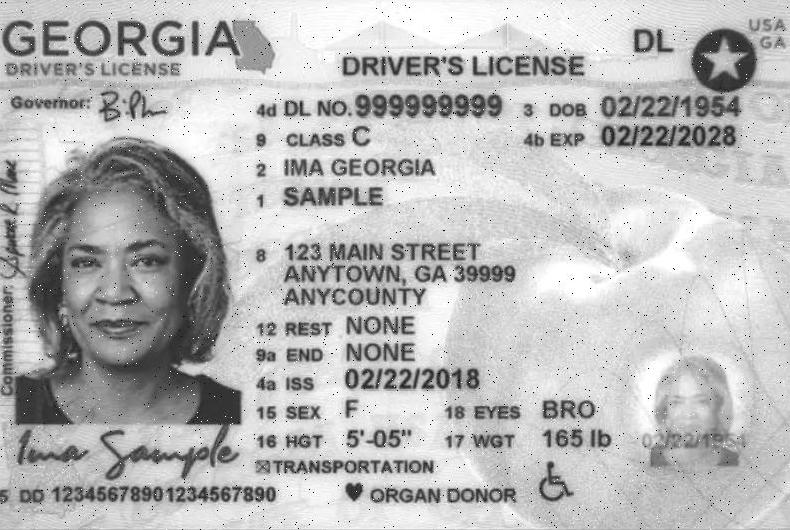 GEORGIA
DRIVER'S LICENSE
DRIVER'S LICENSE
DL
USA
GA
Governor:
4d DL NO. 999999999 3 DOB 02/22/1954
9 CLASS C 4b EXP 02/22/2028
2 IMA GEORGIA
1 SAMPLE
8 123 MAIN STREET
ANYTOWN, GA 39999
ANYCOUNTY
12 REST NONE
9a END NONE
4a ISS 02/22/2018
15 SEX F 18 EYES BRO
16 HGT 5'-05" 17 WGT 165 lb
TRANSPORTATION
ORGAN DONOR
Commissioner:
Ima Sample
5 DD 12345678901234567890
02/22/1954